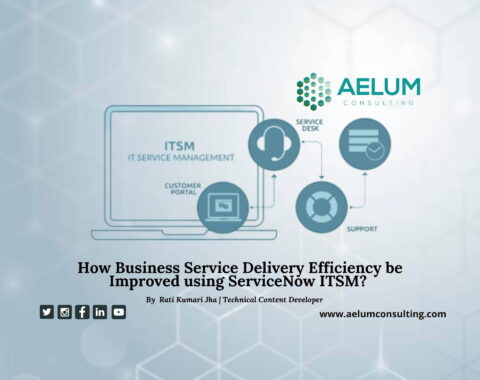 AELUM
CONSULTING
SERVICE
DESK
ITSM
IT SERVICE MANAGEMENT
CUSTOMER
PORTAL
SUPPORT
How Business Service Delivery Efficiency be
Improved using ServiceNow ITSM?
By Rati Kumari Jha | Technical Content Developer
www.aelumconsulting.com